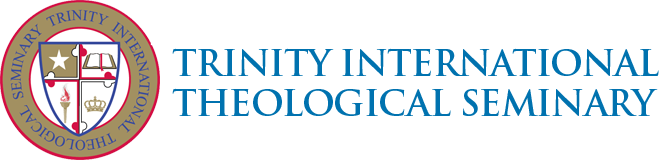 TRINITY INTERNATIONAL
THEOLOGICAL SEMINARY
TRINITY INTERNATIONAL THEOLOGICAL SEMINARY